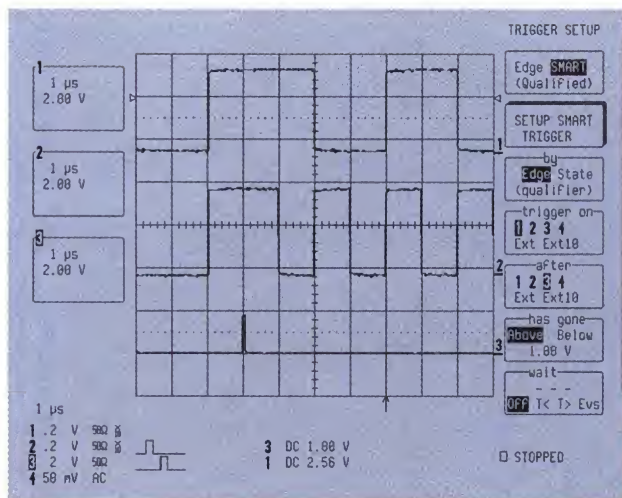 TRIGGER SETUP
Edge SMART
(Qualified)
SETUP SMART
TRIGGER
by
Edge State
(qualifier)
trigger on
1 2 3 4
Ext Ext10
after
1 2 3 4
Ext Ext10
has gone
Above Below
1.00 V
wait
- - -
OFF T< T> Evs
1
1 µs
2.00 V
2
1 µs
2.00 V
3
1 µs
2.00 V
1
2
3
1 µs
1 .2 V 50Ω
2 .2 V 50Ω
3 2 V 50Ω
4 50 mV AC
3 DC 1.00 V
1 DC 2.56 V
STOPPED